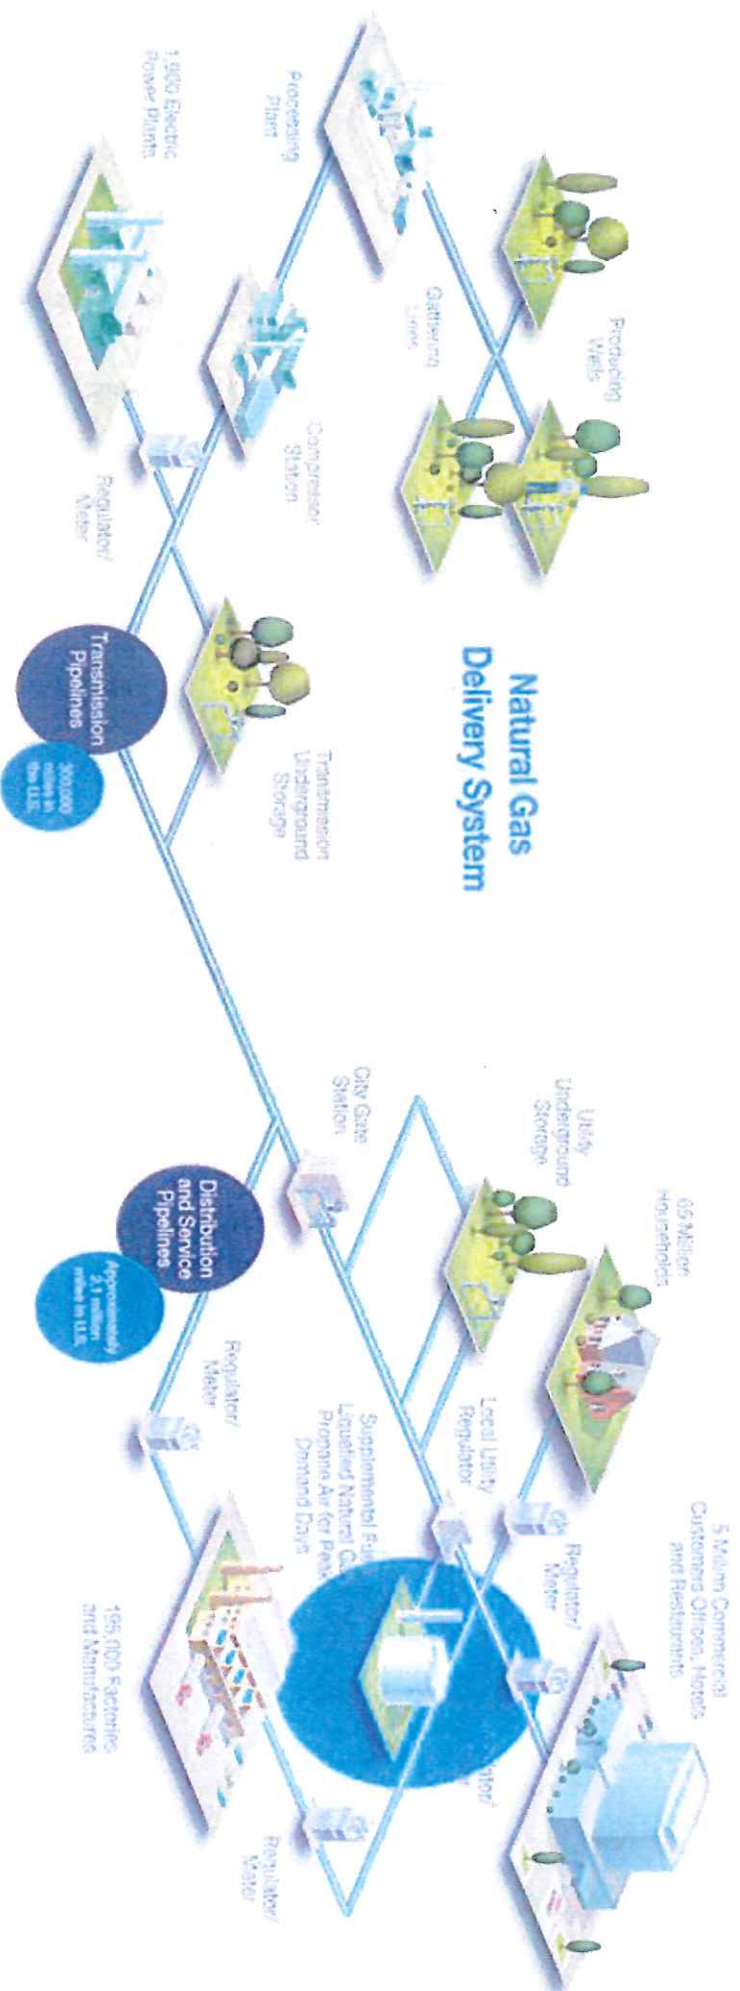 Natural Gas
Delivery System
Producing
Wells
Gathering
Lines
Processing
Plant
Compressor
Station
1,900 Electric
Power Plants
Regulator/
Meter
Transmission
Pipelines
300,000
miles in
the U.S.
Transmission
Underground
Storage
City Gate
Station
Utility
Underground
Storage
65 Million
Households
Distribution
and Service
Pipelines
Approximately
2.1 million
miles in U.S.
Regulator/
Meter
Local Utility
Regulator
Supplemental
Liquefied Natural
Propane Air for
Demand Days
Regulator/
Meter
5 Million Commercial
Customers Offices, Hotels
and Restaurants
195,000 Factories
and Manufactures
Regulator/
Meter